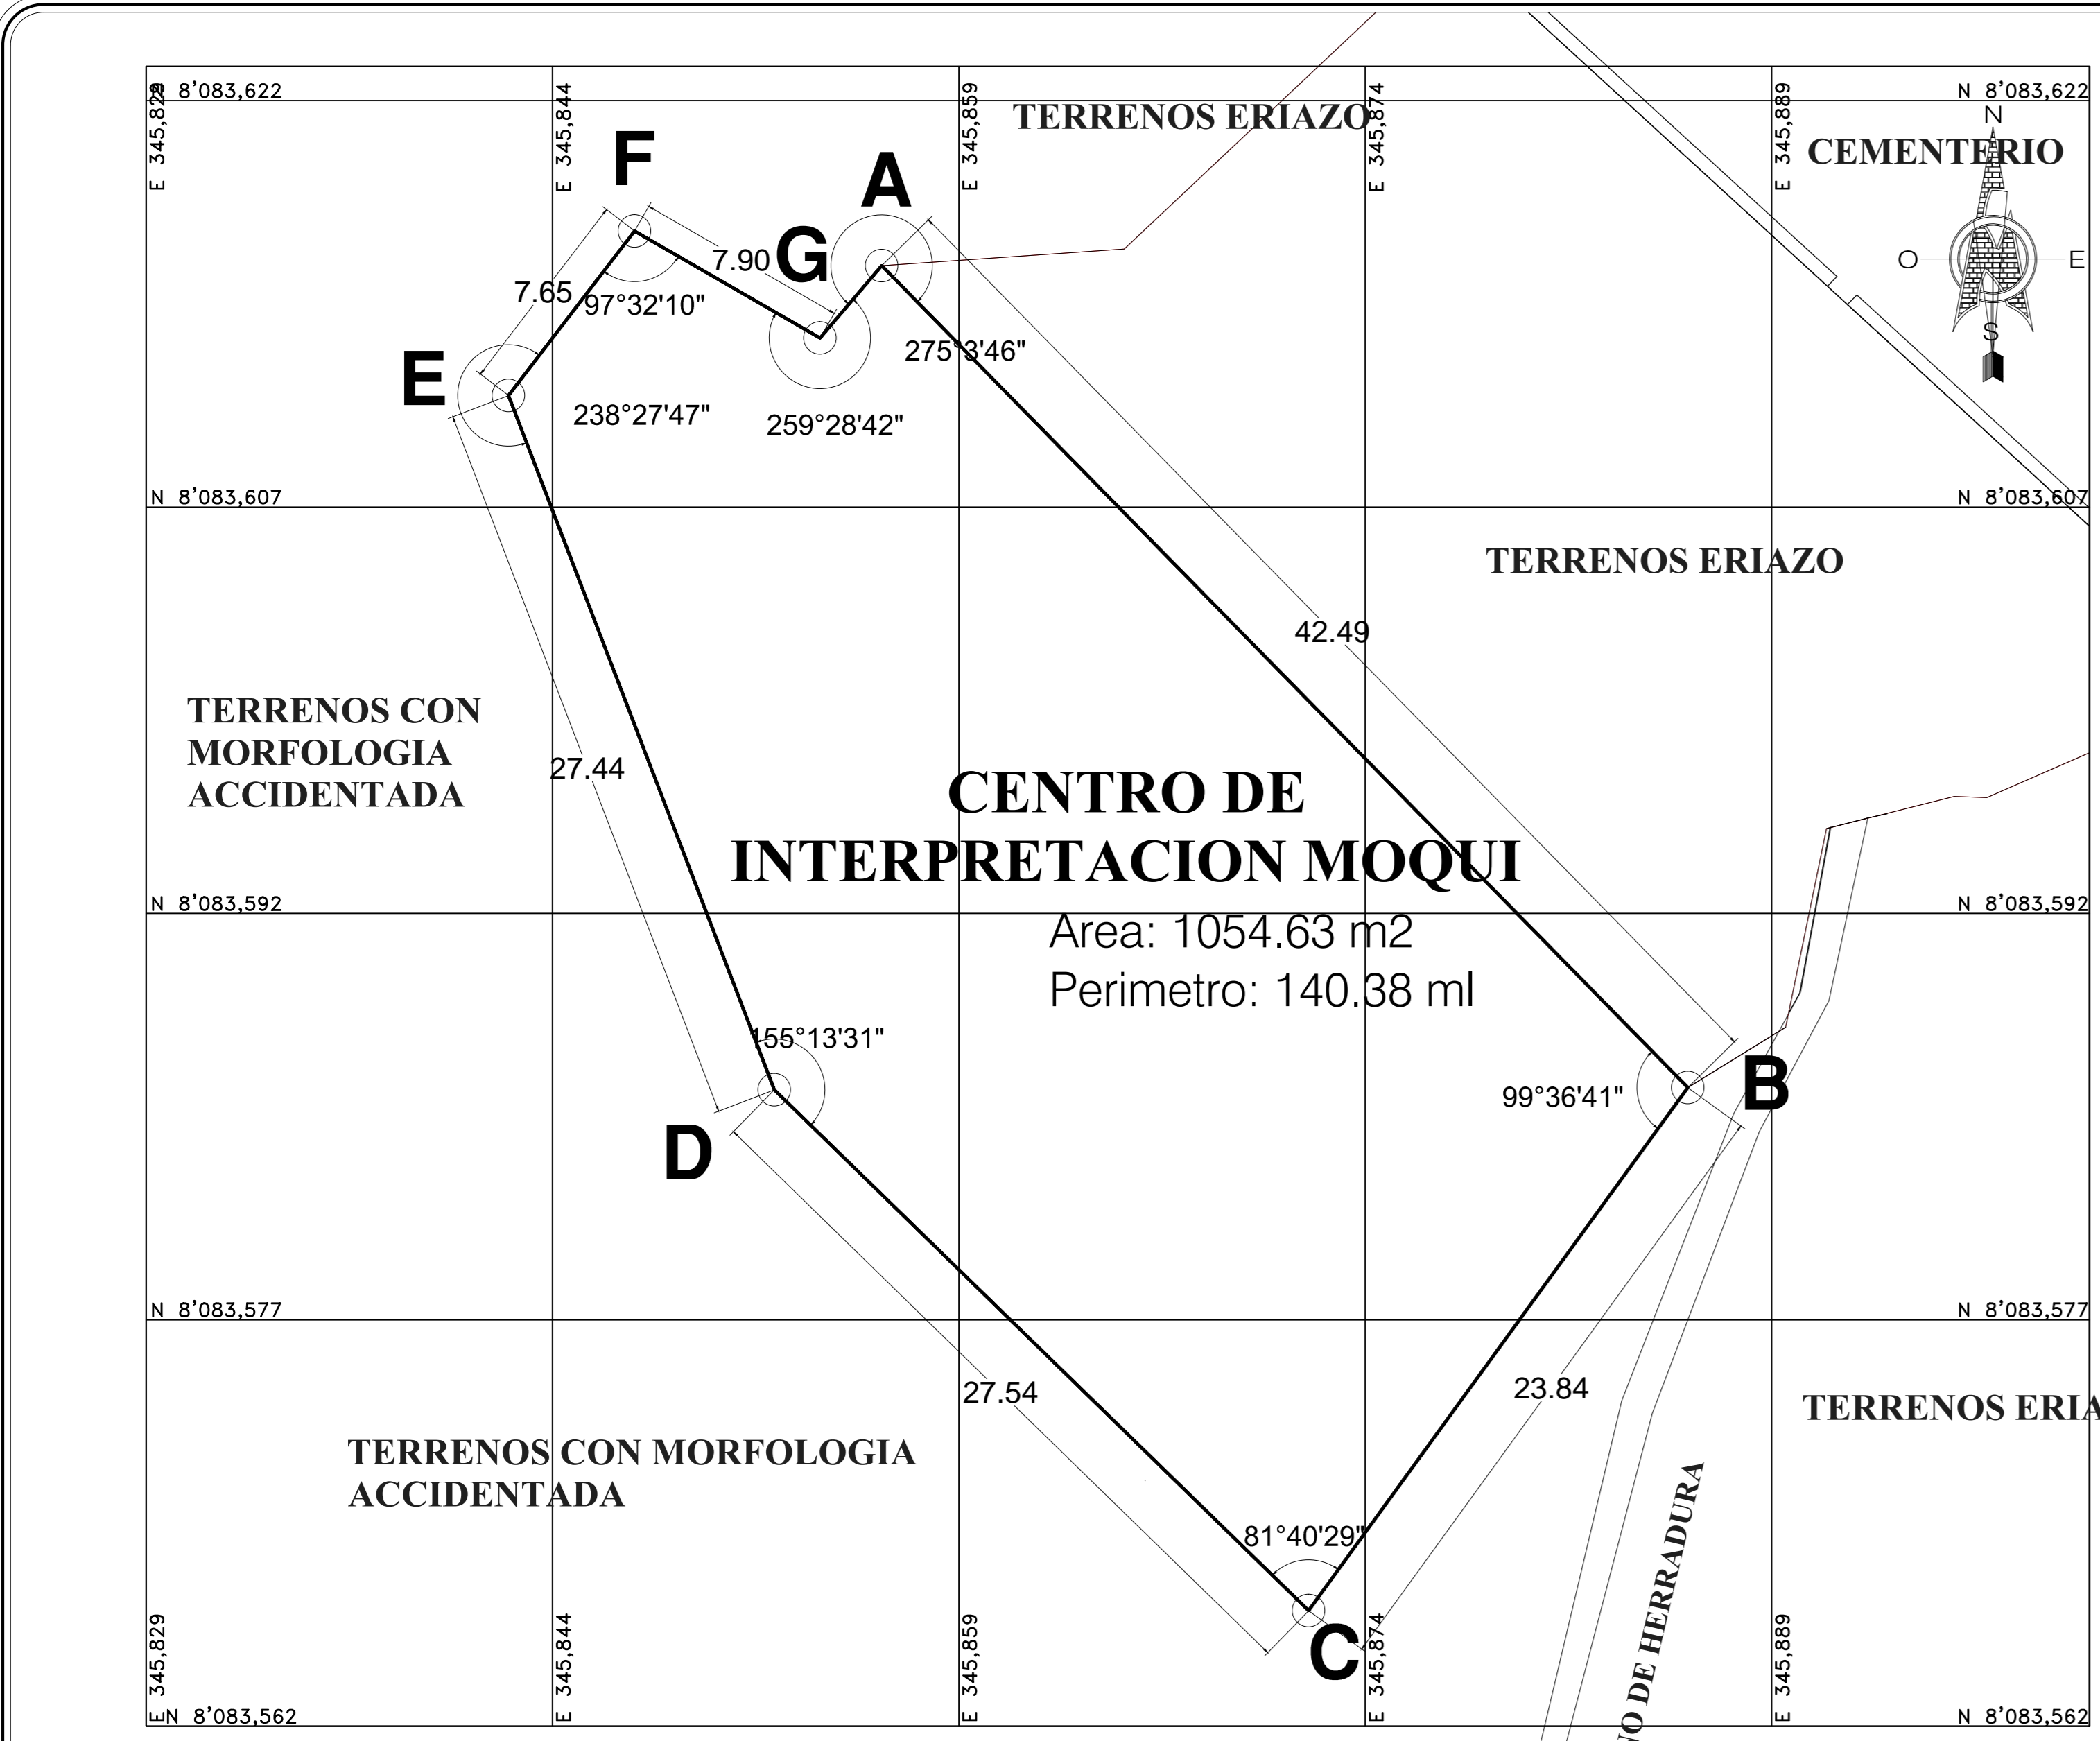 N 8'083,622
N 8'083,622
E 345,829
E 345,844
E 345,859
E 345,874
E 345,889
TERRENOS ERIAZO
CEMENTERIO
N
O
E
S
F
A
G
7.90
7.65
97°32'10"
275°3'46"
E
238°27'47"
259°28'42"
N 8'083,607
N 8'083,607
TERRENOS ERIAZO
42.49
TERRENOS CON
MORFOLOGIA
ACCIDENTADA
27.44
CENTRO DE
INTERPRETACION MOQUI
N 8'083,592
N 8'083,592
Area: 1054.63 m2
Perimetro: 140.38 ml
155°13'31"
99°36'41"
B
D
N 8'083,577
N 8'083,577
27.54
23.84
TERRENOS ERIA
TERRENOS CON MORFOLOGIA
ACCIDENTADA
81°40'29"
C
NO DE HERRADURA
E 345,829
E 345,844
E 345,859
E 345,874
E 345,889
N 8'083,562
N 8'083,562